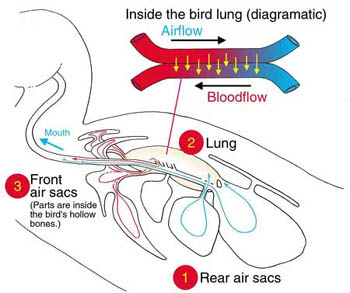 Inside the bird lung (diagramatic)
Airflow
Bloodflow
Mouth
2 Lung
3 Front
air sacs
(Parts are inside
the bird's hollow
bones.)
1 Rear air sacs